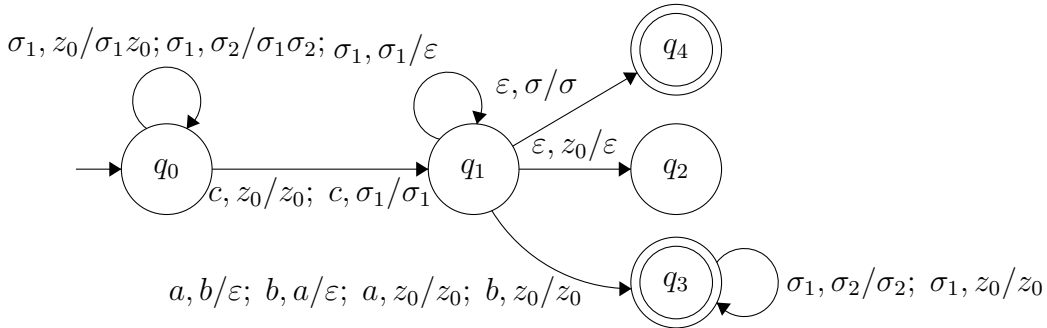 σ₁, z₀/σ₁z₀; σ₁, σ₂/σ₁σ₂; σ₁, σ₁/ε
q₄
ε, σ/σ
ε, z₀/ε
q₀
q₁
q₂
c, z₀/z₀; c, σ₁/σ₁
a, b/ε; b, a/ε; a, z₀/z₀; b, z₀/z₀
q₃
σ₁, σ₂/σ₂; σ₁, z₀/z₀